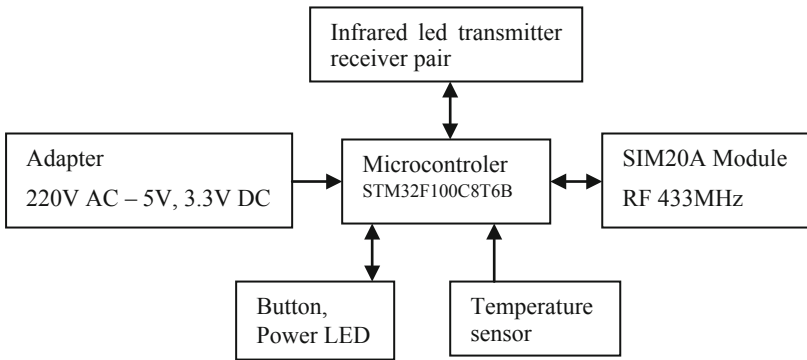 Infrared led transmitter
receiver pair
Adapter
220V AC – 5V, 3.3V DC
Microcontroler
STM32F100C8T6B
SIM20A Module
RF 433MHz
Button,
Power LED
Temperature
sensor